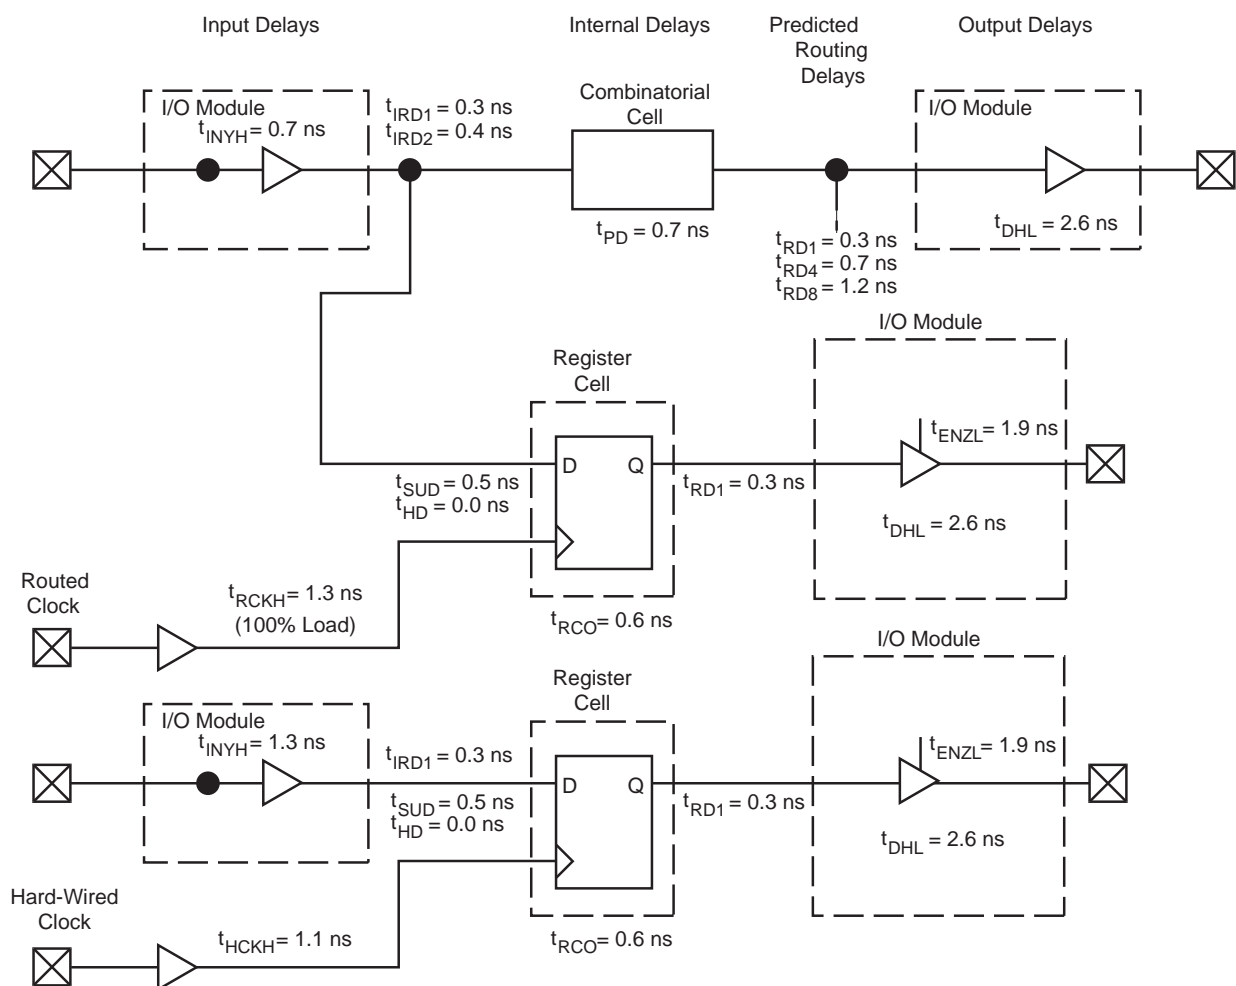 Input Delays
Internal Delays
Predicted
Routing
Delays
Output Delays
I/O Module
tINYH= 0.7 ns
tIRD1 = 0.3 ns
tIRD2 = 0.4 ns
Combinatorial
Cell
tPD = 0.7 ns
I/O Module
tDHL = 2.6 ns
tRD1 = 0.3 ns
tRD4 = 0.7 ns
tRD8 = 1.2 ns
I/O Module
Register
Cell
tENZL= 1.9 ns
D
Q
tSUD = 0.5 ns
tHD = 0.0 ns
tRD1 = 0.3 ns
tDHL = 2.6 ns
Routed
Clock
tRCKH= 1.3 ns
(100% Load)
tRCO= 0.6 ns
I/O Module
Register
Cell
I/O Module
tINYH= 1.3 ns
tIRD1 = 0.3 ns
tENZL= 1.9 ns
D
Q
tSUD = 0.5 ns
tHD = 0.0 ns
tRD1 = 0.3 ns
tDHL = 2.6 ns
Hard-Wired
Clock
tHCKH= 1.1 ns
tRCO= 0.6 ns